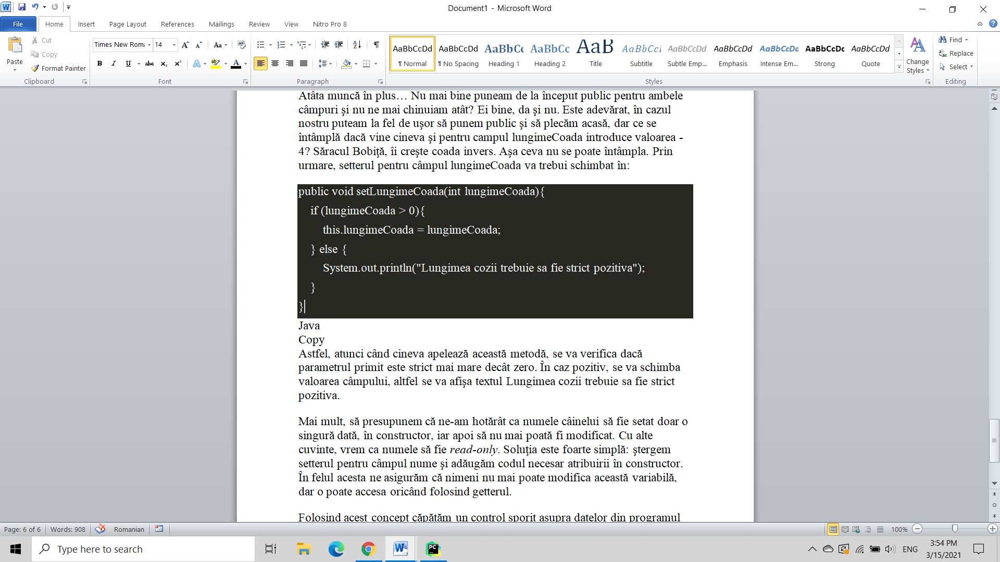 Document1 - Microsoft Word
File Home Insert Page Layout References Mailings Review View Nitro Pro 8
Paste
Cut
Copy
Format Painter
Clipboard
Times New Roma 14
Font
Paragraph
AaBbCcDd AaBbCcDd AaBbCc AaBbCc AaB AaBbCcl AaBbCcDd AaBbCcDd AaBbCcDd AaBbCcDc AaBbCcDd
¶ Normal ¶ No Spacing Heading 1 Heading 2 Title Subtitle Subtle Emp... Emphasis Intense Em... Strong Quote
Styles
Change
Styles
Find
Replace
Select
Editing
Atâta muncă în plus… Nu mai bine puneam de la început public pentru ambele
câmpuri şi nu ne mai chinuiam atât? Ei bine, da şi nu. Este adevărat, în cazul
nostru puteam la fel de uşor să punem public şi să plecăm acasă, dar ce se
întâmplă dacă vine cineva şi pentru campul lungimeCoada introduce valoarea -
4? Săracul Bobiţă, îi creşte coada invers. Aşa ceva nu se poate întâmpla. Prin
urmare, setterul pentru câmpul lungimeCoada va trebui schimbat în:
public void setLungimeCoada(int lungimeCoada){
if (lungimeCoada > 0){
this.lungimeCoada = lungimeCoada;
} else {
System.out.println("Lungimea cozii trebuie sa fie strict pozitiva");
}
}
Java
Copy
Astfel, atunci când cineva apelează această metodă, se va verifica dacă
parametrul primit este strict mai mare decât zero. În caz pozitiv, se va schimba
valoarea câmpului, altfel se va afişa textul Lungimea cozii trebuie sa fie strict
pozitiva.
Mai mult, să presupunem că ne-am hotărât ca numele câinelui să fie setat doar o
singură dată, în constructor, iar apoi să nu mai poată fi modificat. Cu alte
cuvinte, vrem ca numele să fie read-only. Soluţia este foarte simplă: ştergem
setterul pentru câmpul nume şi adăugăm codul necesar atribuirii în constructor.
În felul acesta ne asigurăm că nimeni nu mai poate modifica această variabilă,
dar o poate accesa oricând folosind getterul.
Folosind acest concept căpătăm un control sporit asupra datelor din programul
Page: 6 of 6 Words: 908 Romanian 100%
Type here to search
ENG
3:54 PM
3/15/2021